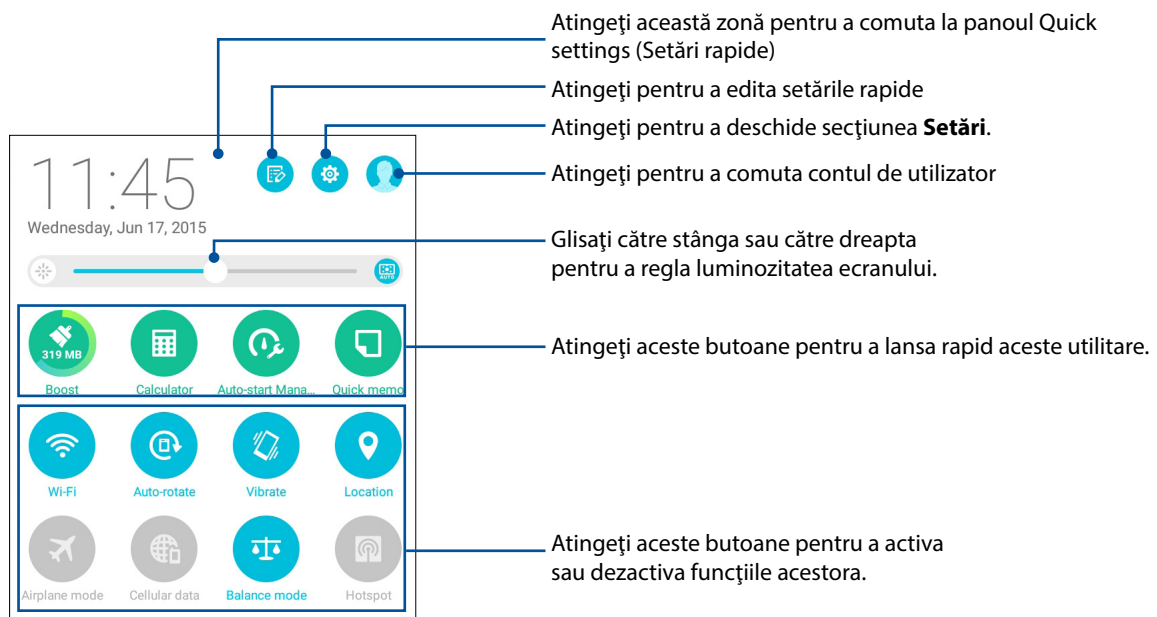 Atingeţi această zonă pentru a comuta la panoul Quick
settings (Setări rapide)
Atingeţi pentru a edita setările rapide
Atingeţi pentru a deschide secţiunea Setări.
Atingeţi pentru a comuta contul de utilizator
11:45
Wednesday, Jun 17, 2015
Glisaţi către stânga sau către dreapta
pentru a regla luminozitatea ecranului.
AUTO
319 MB
Atingeţi aceste butoane pentru a lansa rapid aceste utilitare.
Boost Calculator Auto-start Mana... Quick memo
Wi-Fi Auto-rotate Vibrate Location
Atingeţi aceste butoane pentru a activa
sau dezactiva funcţiile acestora.
Airplane mode Cellular data Balance mode Hotspot